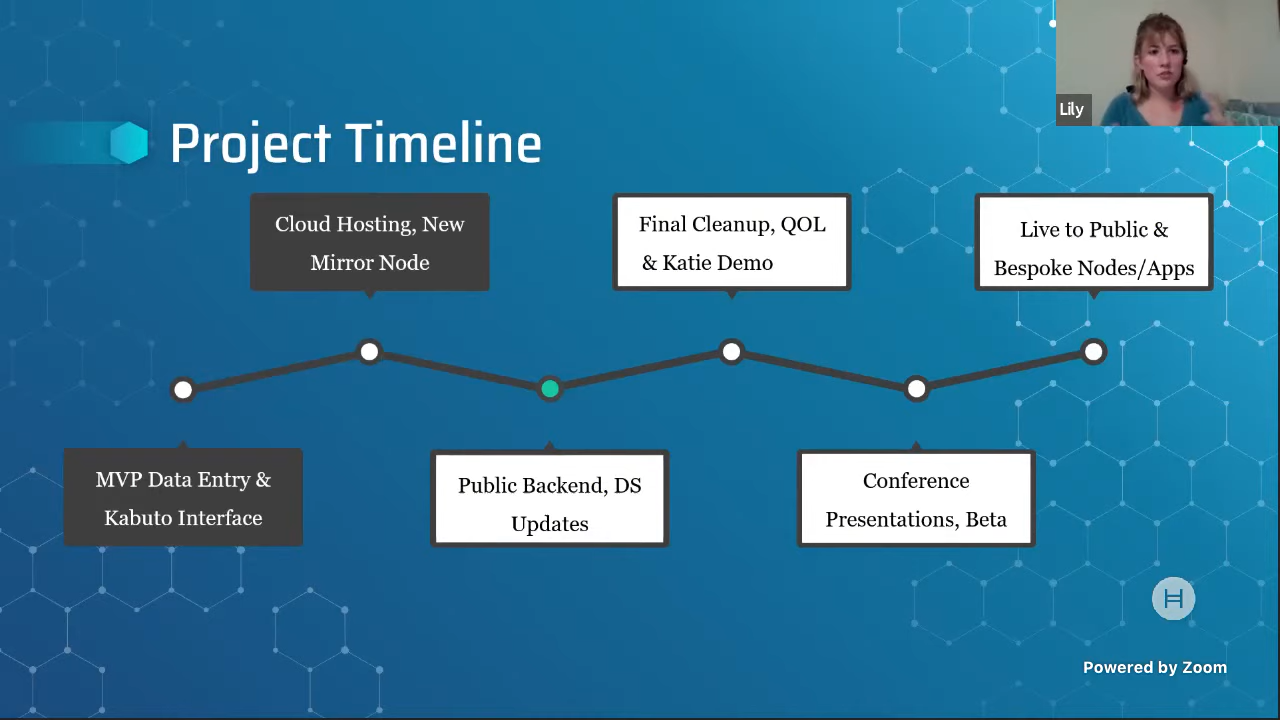 Lily
Project Timeline
Cloud Hosting, New
Mirror Node
Final Cleanup, QOL
& Katie Demo
Live to Public &
Bespoke Nodes/Apps
MVP Data Entry &
Kabuto Interface
Public Backend, DS
Updates
Conference
Presentations, Beta
Powered by Zoom